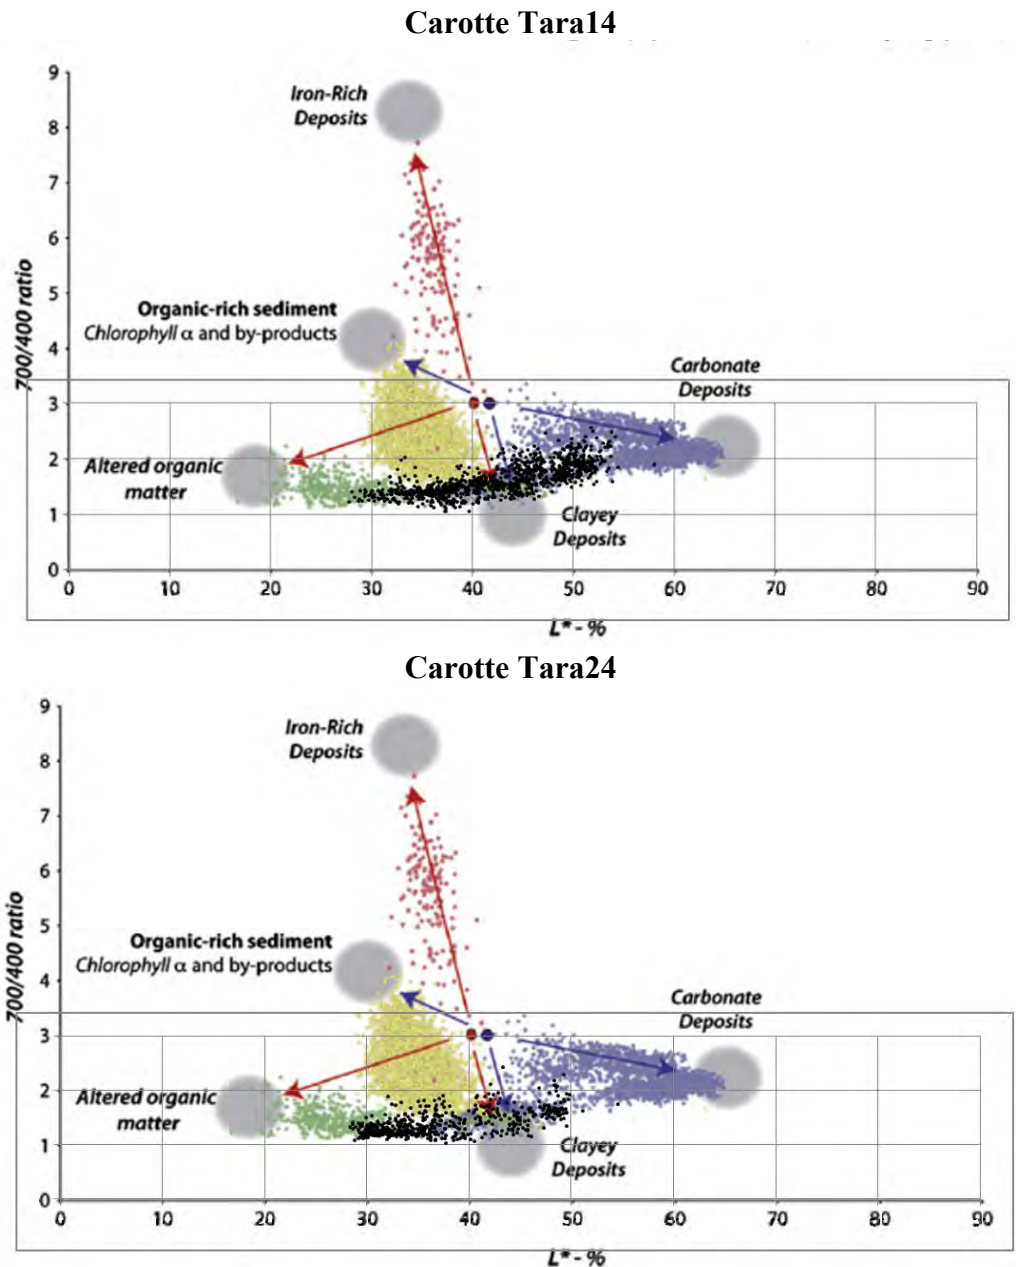 Carotte Tara14
9
Iron-Rich
Deposits
8
7
6
700/400 ratio
5
Organic-rich sediment
Chlorophyll α and by-products
4
Carbonate
Deposits
3
2
Altered organic
matter
1
Clayey
Deposits
0
0 10 20 30 40 50 60 70 80 90
L* - %
Carotte Tara24
9
Iron-Rich
Deposits
8
7
6
700/400 ratio
5
Organic-rich sediment
Chlorophyll α and by-products
4
Carbonate
Deposits
3
2
Altered organic
matter
1
Clayey
Deposits
0
0 10 20 30 40 50 60 70 80 90
L* - %